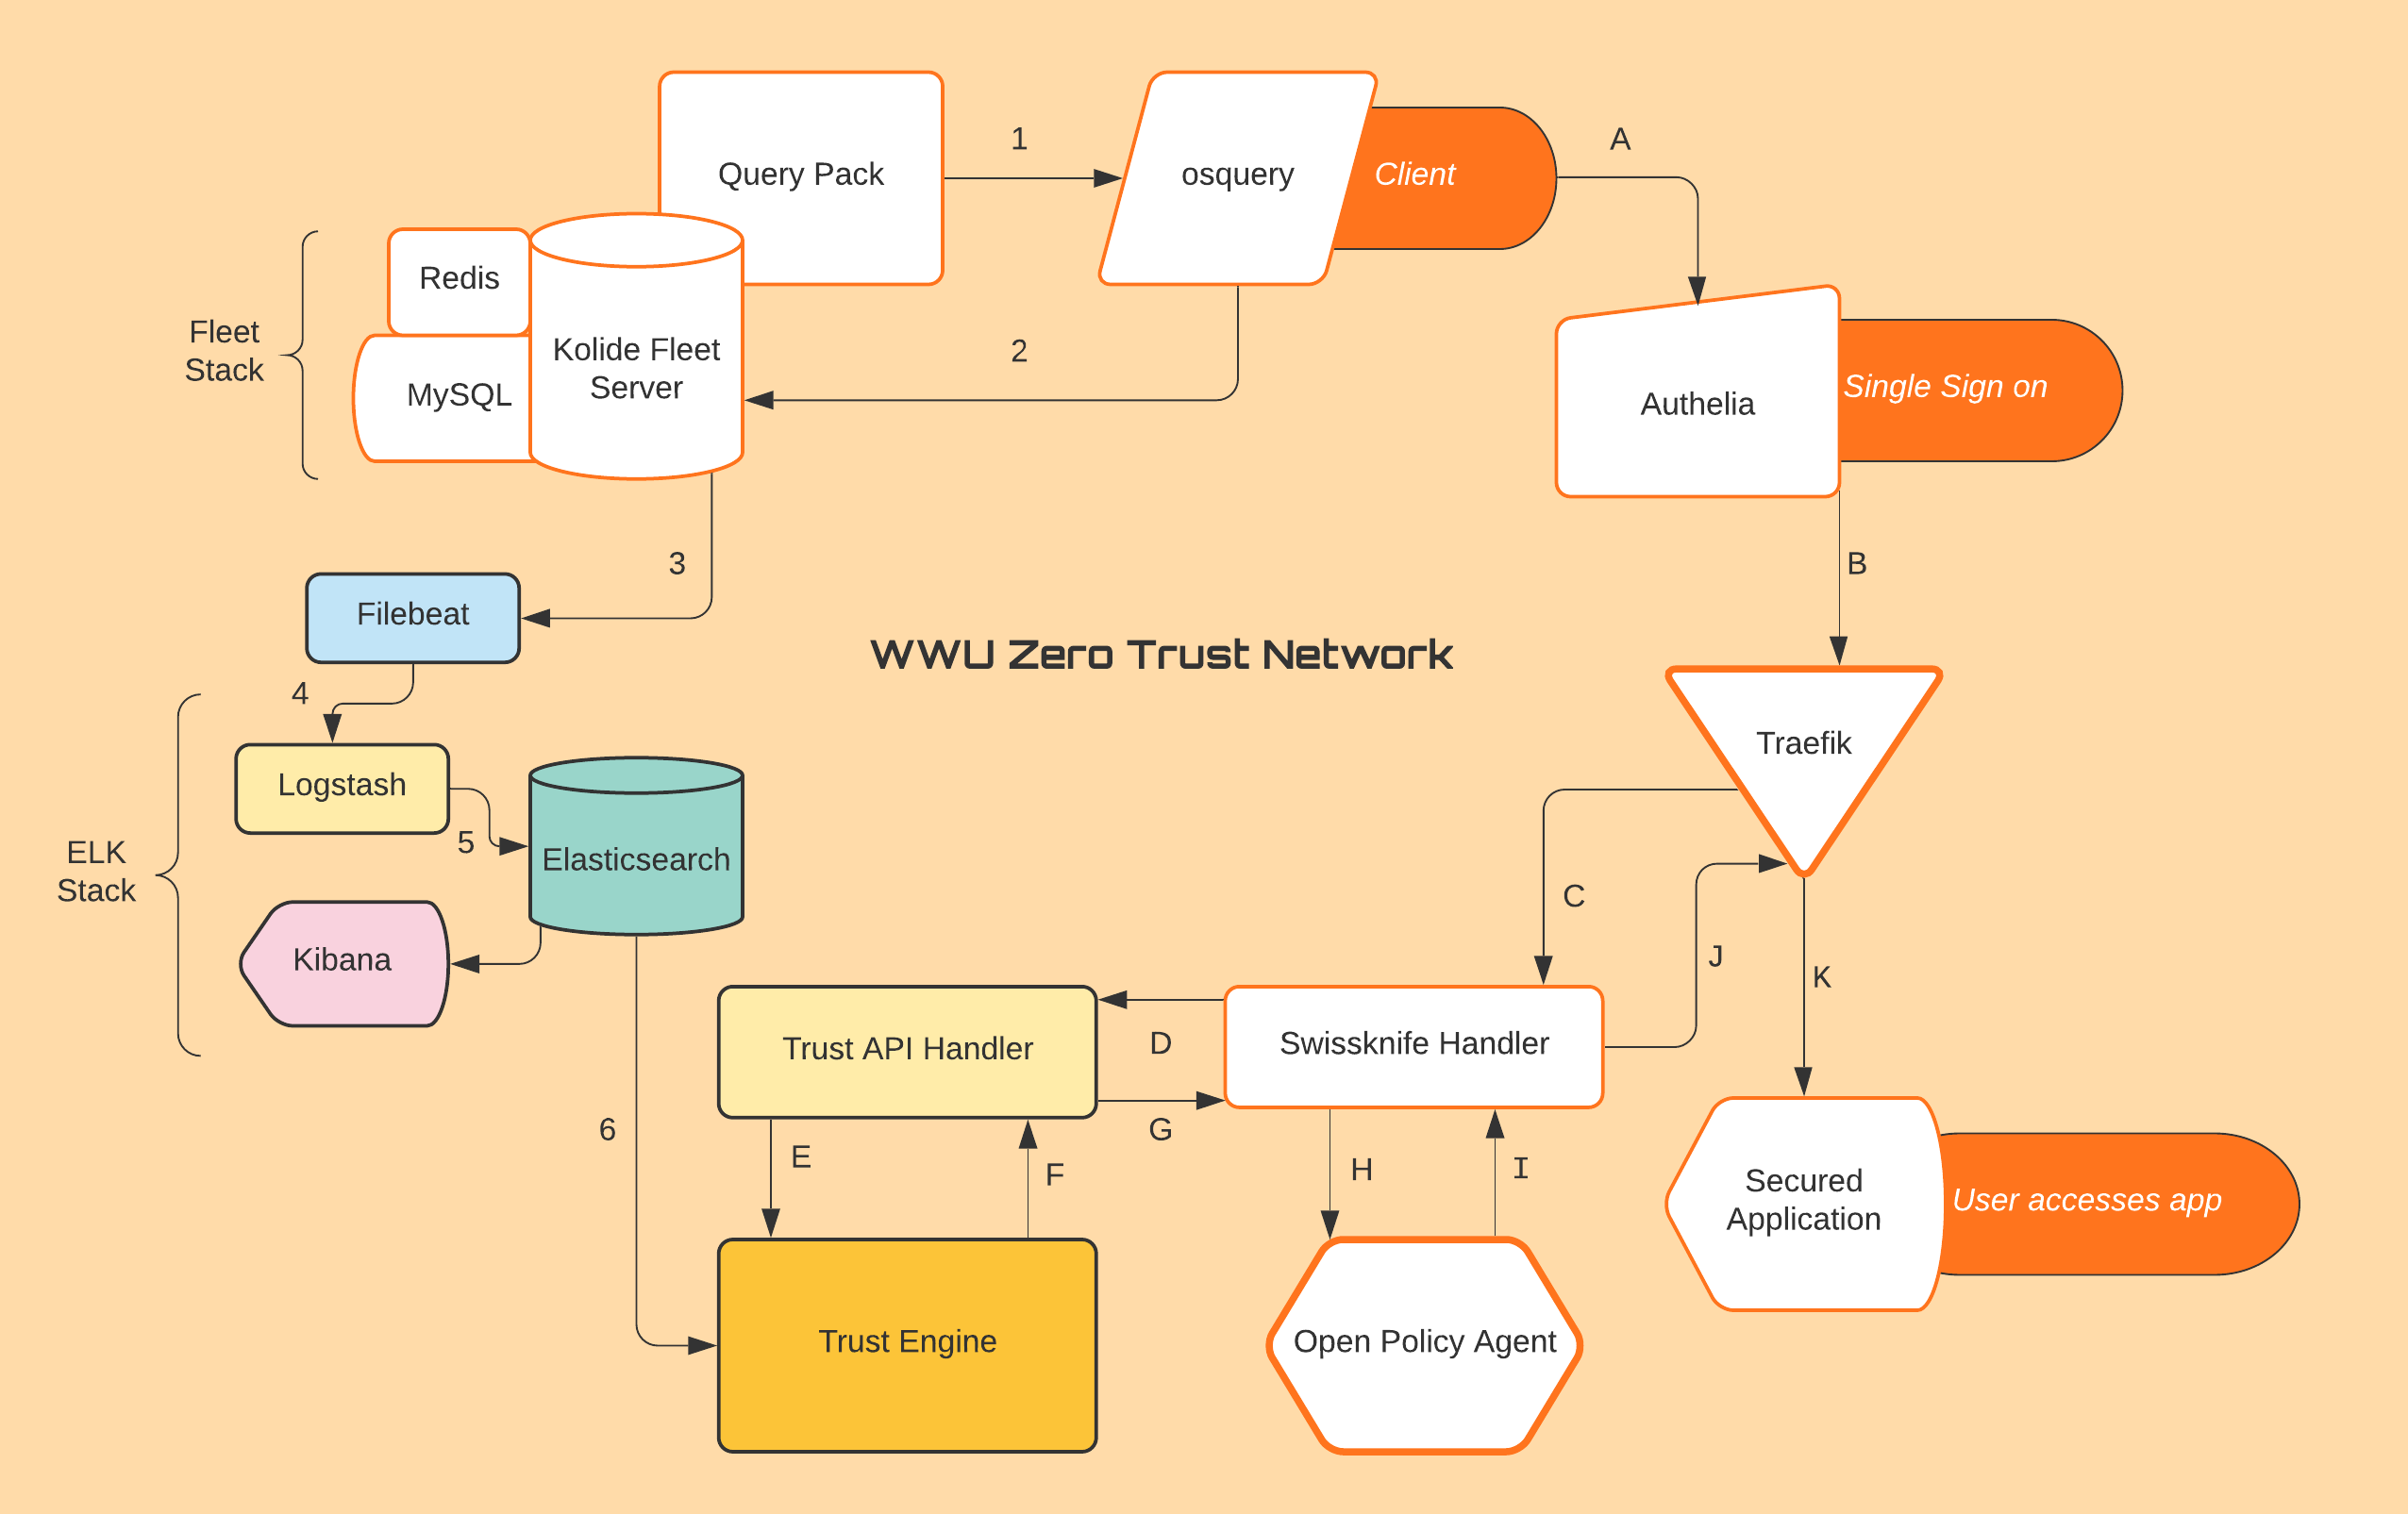 Query Pack
1
osquery
Client
A
Redis
Fleet
Stack
MySQL
Kolide Fleet
Server
2
Authelia
Single Sign on
3
B
Filebeat
WWU Zero Trust Network
4
Logstash
5
Elasticsearch
ELK
Stack
Kibana
Traefik
C
J
K
Trust API Handler
D
Swissknife Handler
G
6
E
F
H
I
Secured
Application
User accesses app
Trust Engine
Open Policy Agent